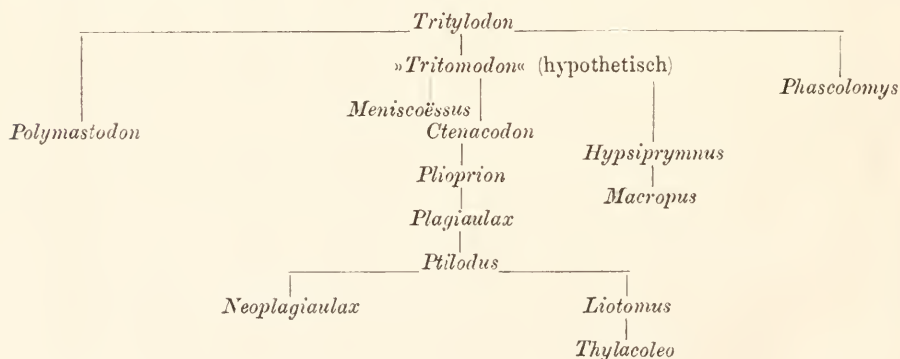 Tritylodon
»Tritomodon« (hypothetisch)
Phascolomys
Meniscoëssus
Polymastodon
Ctenacodon
Hypsiprymnus
Plioprion
Macropus
Plagiaulax
Ptilodus
Neoplagiaulax
Liotomus
Thylacoleo